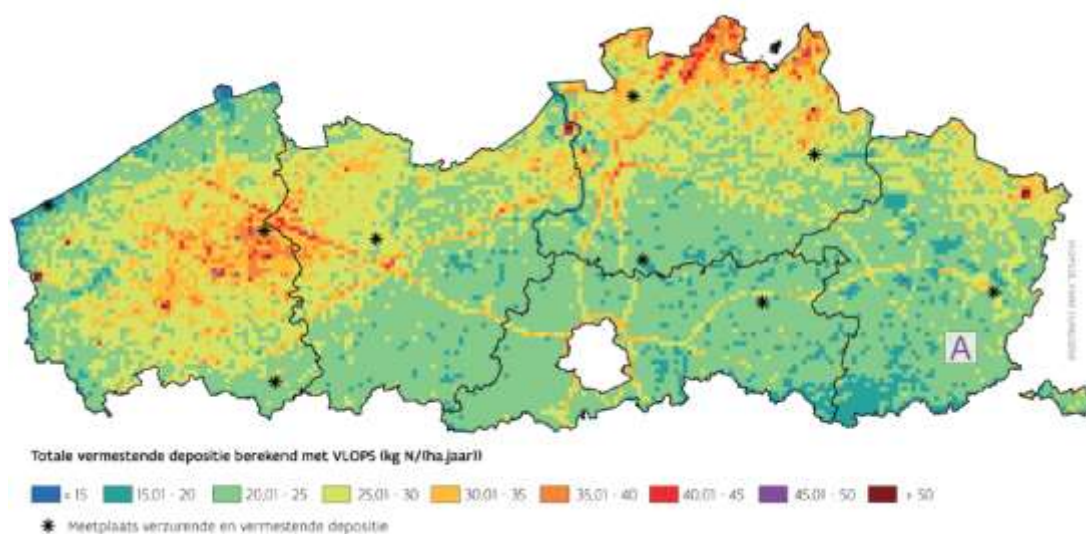 A
Totale vermestende depositie berekend met VLOPS (kg N/(ha.jaar))
< 15 15,01 - 20 20,01 - 25 25,01 - 30 30,01 - 35 35,01 - 40 40,01 - 45 45,01 - 50 > 50
Meetplaats verzurende en vermestende depositie